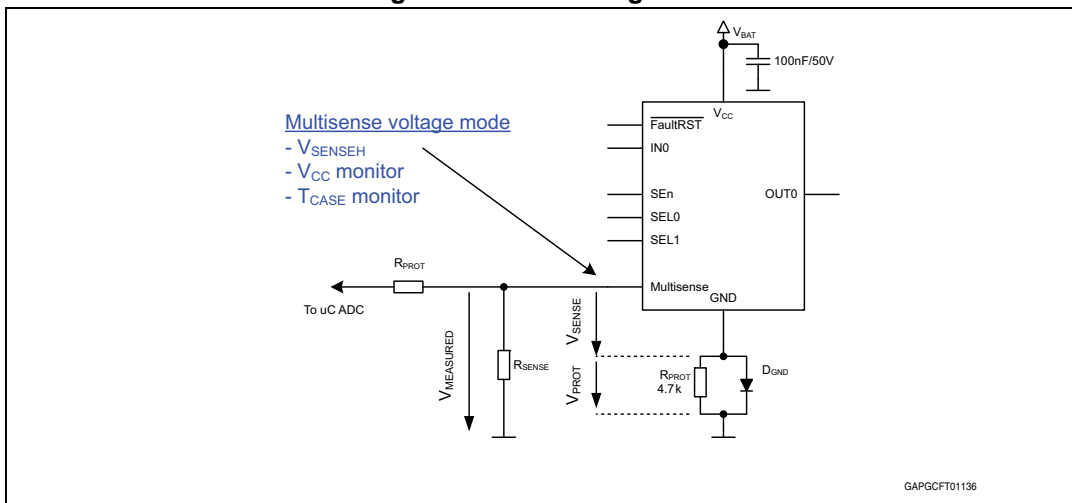 V_BAT
100nF/50V
V_CC
Multisense voltage mode
- V_SENSEH
- V_CC monitor
- T_CASE monitor
FaultRST
IN0
SEn
SEL0
SEL1
OUT0
Multisense
GND
R_PROT
To uC ADC
V_MEASURED
R_SENSE
V_SENSE
V_PROT
R_PROT
4.7k
D_GND
GAPGCFT01136